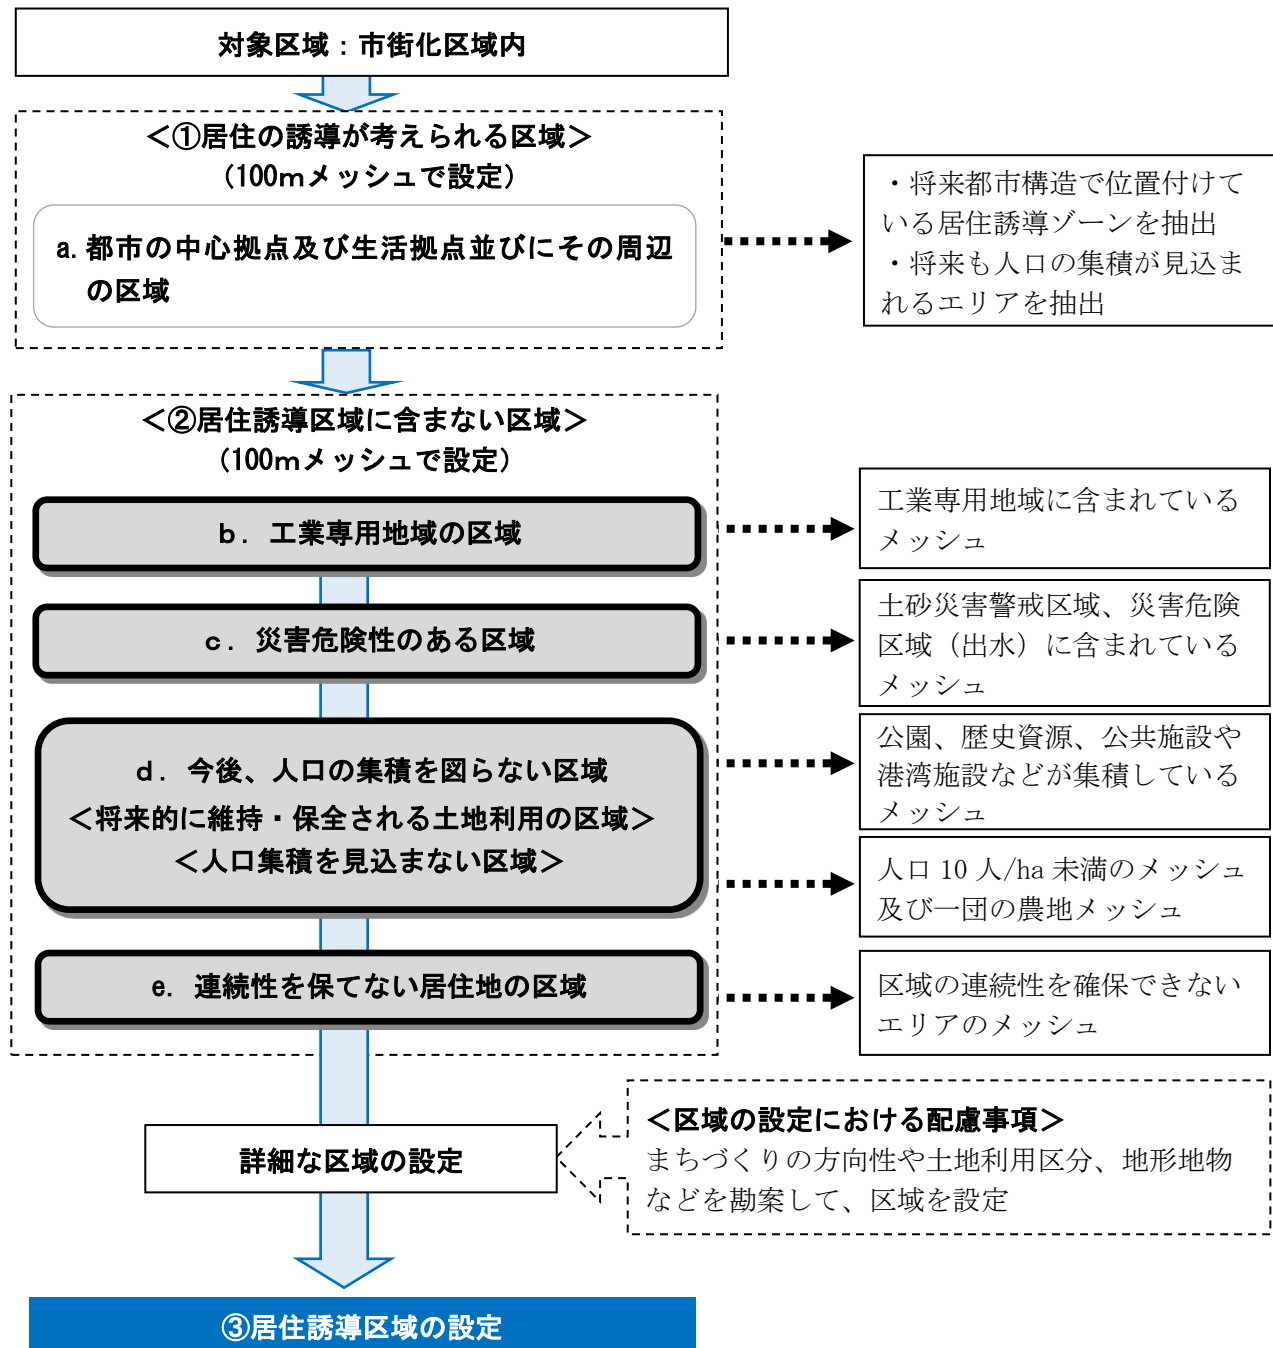 対象区域：市街化区域内
＜①居住の誘導が考えられる区域＞
（100ｍメッシュで設定）
a. 都市の中心拠点及び生活拠点並びにその周辺
の区域
・将来都市構造で位置付けて
いる居住誘導ゾーンを抽出
・将来も人口の集積が見込ま
れるエリアを抽出
＜②居住誘導区域に含まない区域＞
（100ｍメッシュで設定）
ｂ．工業専用地域の区域
工業専用地域に含まれている
メッシュ
ｃ．災害危険性のある区域
土砂災害警戒区域、災害危険
区域（出水）に含まれている
メッシュ
ｄ．今後、人口の集積を図らない区域
＜将来的に維持・保全される土地利用の区域＞
＜人口集積を見込まない区域＞
公園、歴史資源、公共施設や
港湾施設などが集積している
メッシュ
人口 10 人/ha 未満のメッシュ
及び一団の農地メッシュ
e. 連続性を保てない居住地の区域
区域の連続性を確保できない
エリアのメッシュ
詳細な区域の設定
＜区域の設定における配慮事項＞
まちづくりの方向性や土地利用区分、地形地物
などを勘案して、区域を設定
③居住誘導区域の設定